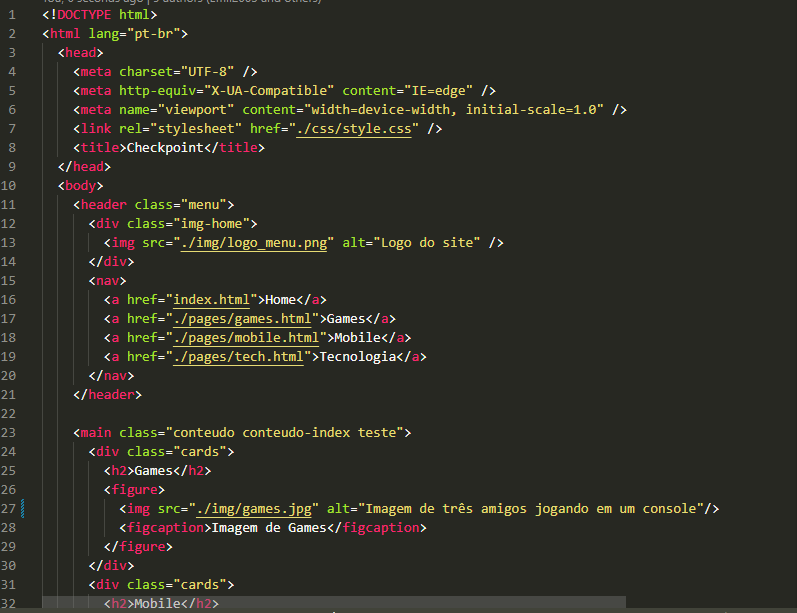 You, 6 seconds ago | 9 authors (and others)
1 <!DOCTYPE html>
2 <html lang="pt-br">
3 <head>
4 <meta charset="UTF-8" />
5 <meta http-equiv="X-UA-Compatible" content="IE=edge" />
6 <meta name="viewport" content="width=device-width, initial-scale=1.0" />
7 <link rel="stylesheet" href="./css/style.css" />
8 <title>Checkpoint</title>
9 </head>
10 <body>
11 <header class="menu">
12 <div class="img-home">
13 <img src="./img/logo_menu.png" alt="Logo do site" />
14 </div>
15 <nav>
16 <a href="index.html">Home</a>
17 <a href="./pages/games.html">Games</a>
18 <a href="./pages/mobile.html">Mobile</a>
19 <a href="./pages/tech.html">Tecnologia</a>
20 </nav>
21 </header>
22
23 <main class="conteudo conteudo-index teste">
24 <div class="cards">
25 <h2>Games</h2>
26 <figure>
27 <img src="./img/games.jpg" alt="Imagem de três amigos jogando em um console"/>
28 <figcaption>Imagem de Games</figcaption>
29 </figure>
30 </div>
31 <div class="cards">
32 <h2>Mobile</h2>